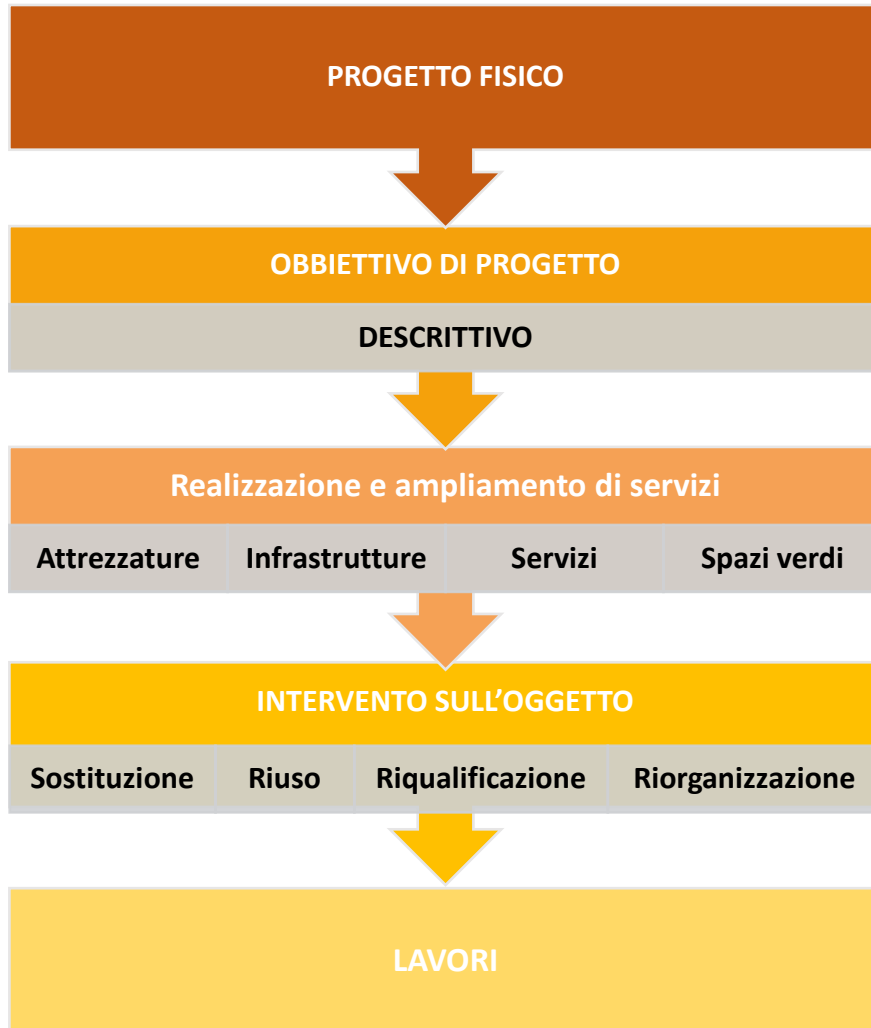 PROGETTO FISICO
OBBIETTIVO DI PROGETTO
DESCRITTIVO
Realizzazione e ampliamento di servizi
Attrezzature Infrastrutture Servizi Spazi verdi
INTERVENTO SULL’OGGETTO
Sostituzione Riuso Riqualificazione Riorganizzazione
LAVORI